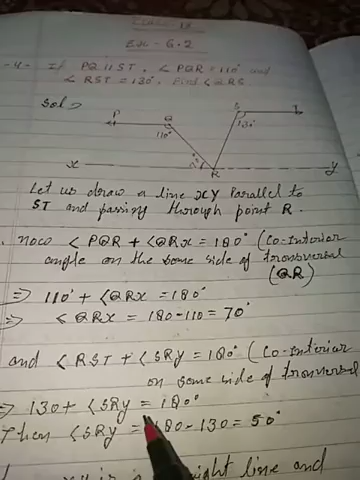 Class - IX
Ex - 6.2
-4- If PQ || ST, < PQR = 110° and
< RST = 130°. Find < QRS
Sol →
P Q S T
110° 130°
X R Y
Let us draw a line XY Parallel to
ST and passing through point R.
now < PQR + < QRX = 180° (Co-Interior
angle on the same side of transversal
(QR)
⇒ 110° + < QRX = 180°
⇒ < QRX = 180 - 110 = 70°
and < RST + < SRY = 180° (Co-Interior
on same side of transversal
⇒ 130 + < SRY = 180°
Then < SRY = 180 - 130 = 50°
line and